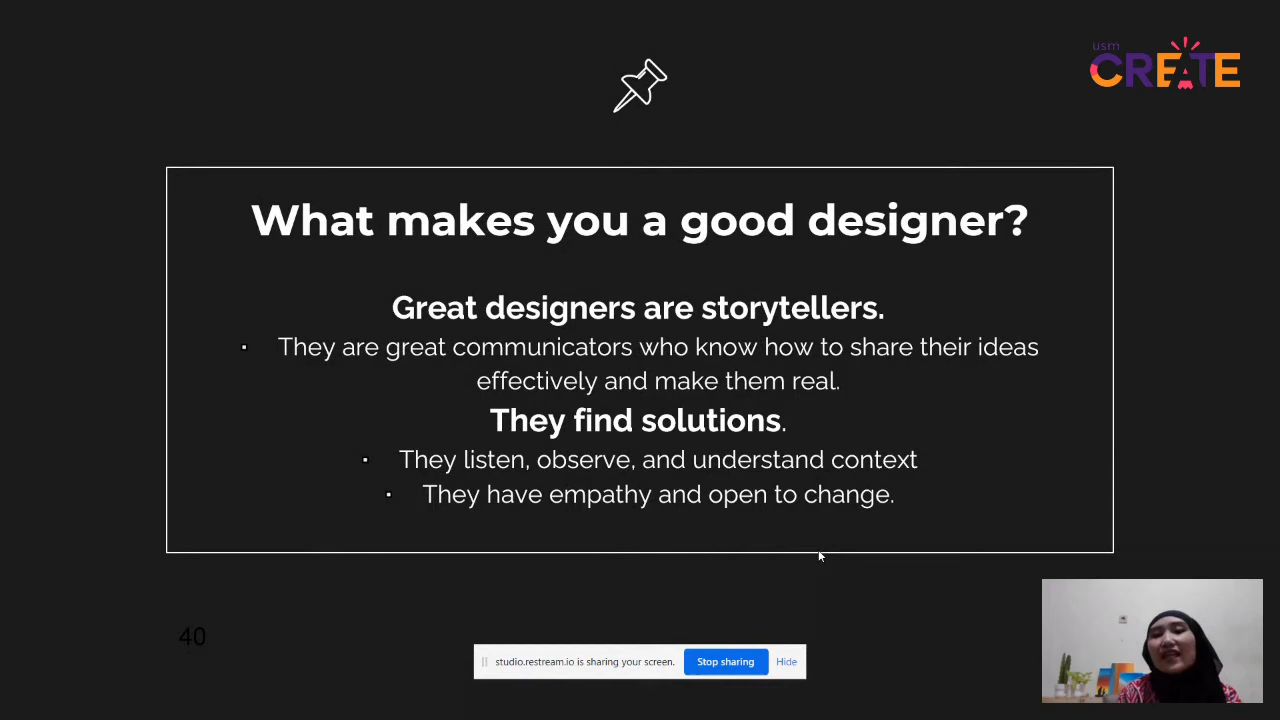 usm
CREATE
What makes you a good designer?
Great designers are storytellers.
▪ They are great communicators who know how to share their ideas
effectively and make them real.
They find solutions.
▪ They listen, observe, and understand context
▪ They have empathy and open to change.
40
studio.restream.io is sharing your screen. Stop sharing Hide